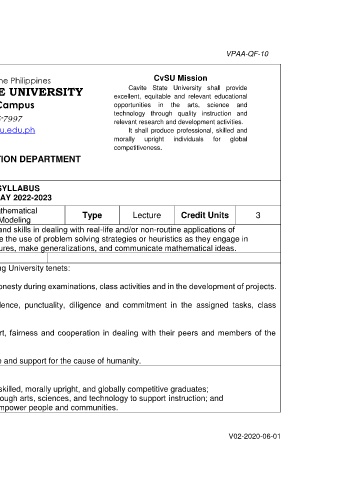 VPAA-QF-10
he Philippines
E UNIVERSITY
Campus
7997
u.edu.ph
TION DEPARTMENT
CvSU Mission
Cavite State University shall provide
excellent, equitable and relevant educational
opportunities in the arts, science and
technology through quality instruction and
relevant research and development activities.
It shall produce professional, skilled and
morally upright individuals for global
competitiveness.
SYLLABUS
AY 2022-2023
thematical
Modeling
Type
Lecture
Credit Units
3
and skills in dealing with real-life and/or non-routine applications of
e the use of problem solving strategies or heuristics as they engage in
ures, make generalizations, and communicate mathematical ideas.
ng University tenets:
onesty during examinations, class activities and in the development of projects.
dence, punctuality, diligence and commitment in the assigned tasks, class
rt, fairness and cooperation in dealing with their peers and members of the
e and support for the cause of humanity.
skilled, morally upright, and globally competitive graduates;
ough arts, sciences, and technology to support instruction; and
mpower people and communities.
V02-2020-06-01